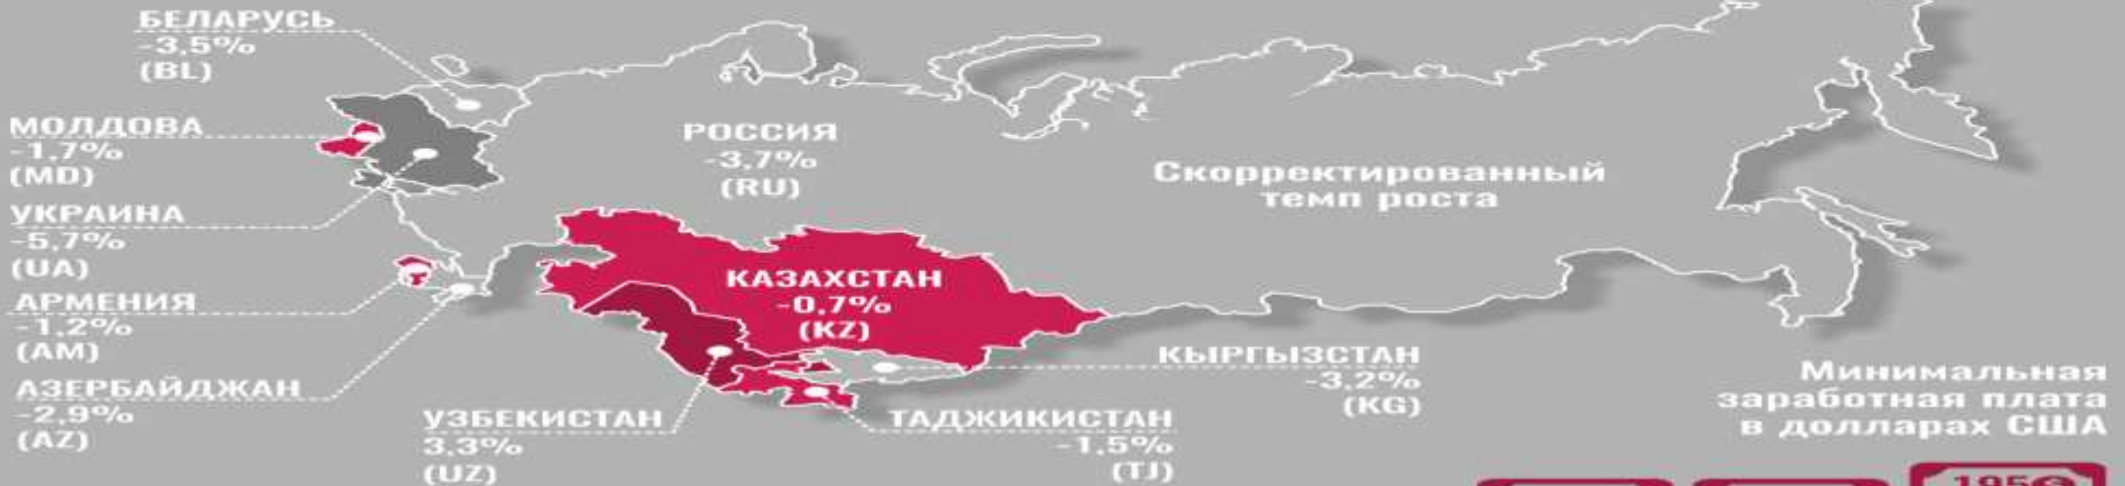 БЕЛАРУСЬ
-3,5%
(BL)
МОЛДОВА
-1,7%
(MD)
УКРАИНА
-5,7%
(UA)
АРМЕНИЯ
-1,2%
(AM)
АЗЕРБАЙДЖАН
-2,9%
(AZ)
РОССИЯ
-3,7%
(RU)
Скорректированный
темп роста
КАЗАХСТАН
-0,7%
(KZ)
УЗБЕКИСТАН
3,3%
(UZ)
ТАДЖИКИСТАН
-1,5%
(TJ)
КЫРГЫЗСТАН
-3,2%
(KG)
Минимальная
заработная плата
в долларах США